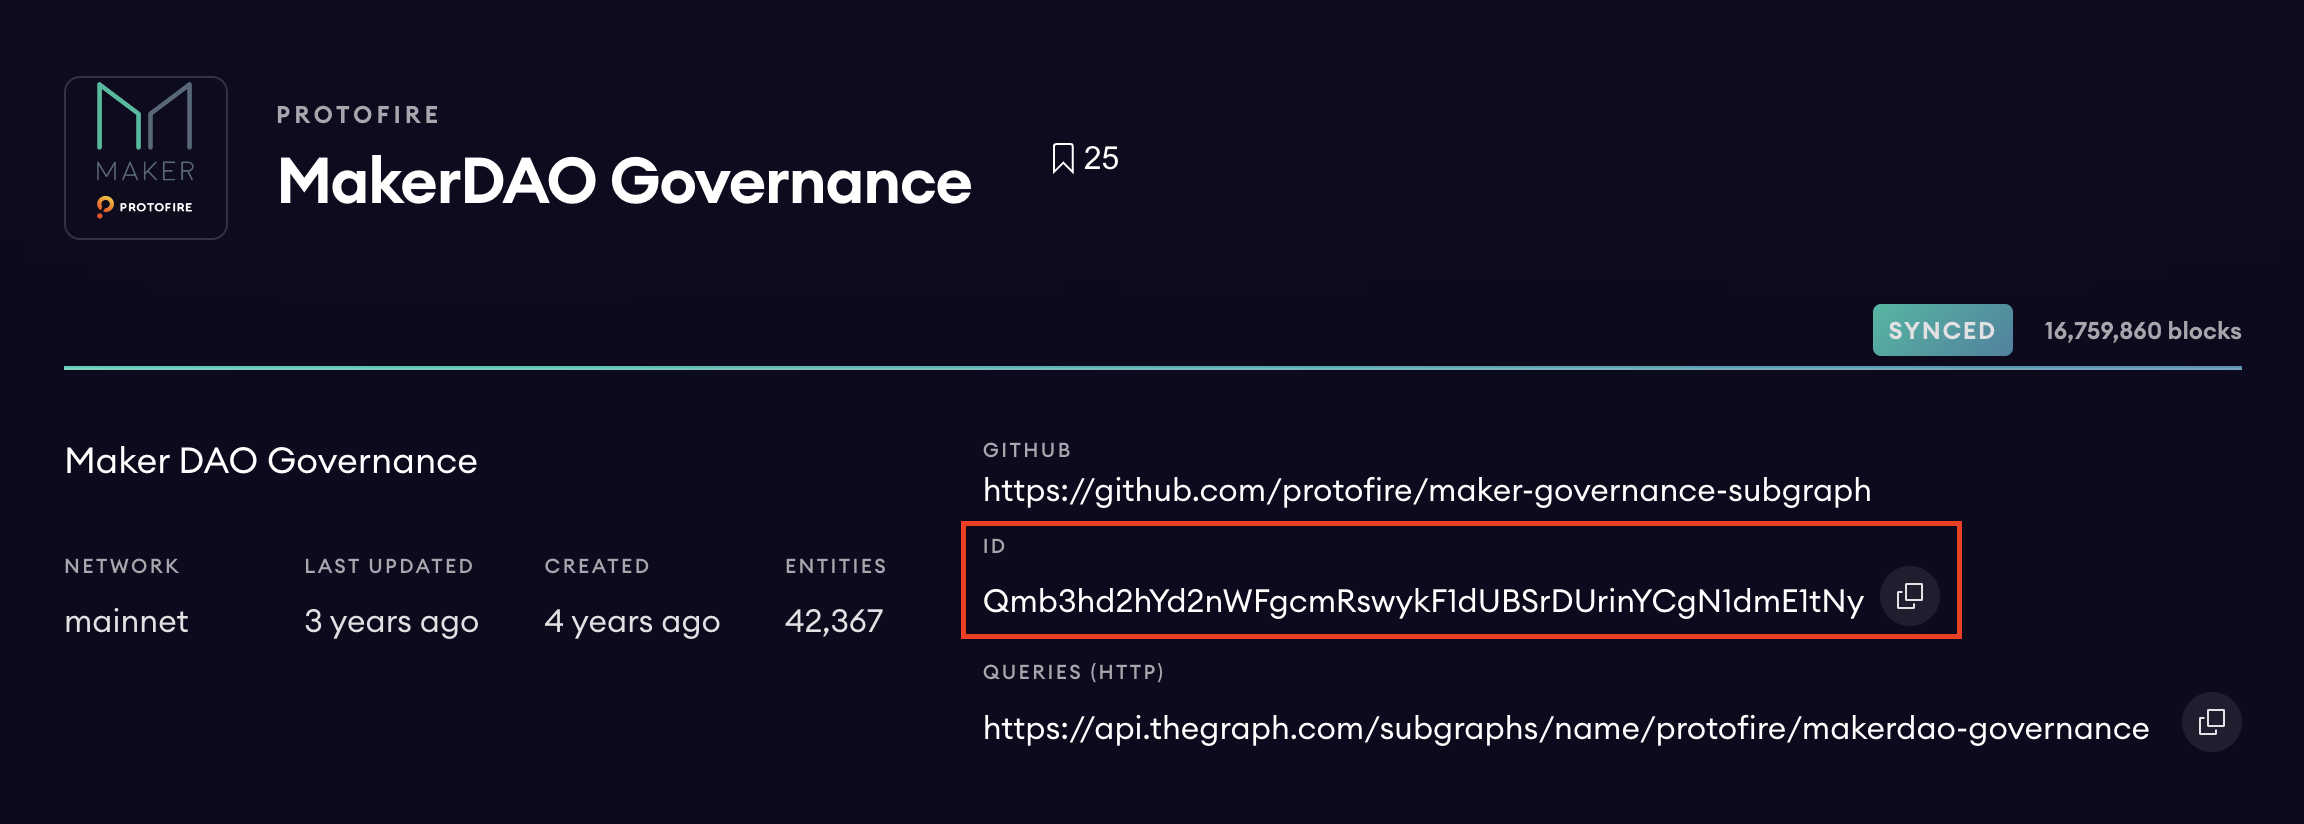 MAKER
PROTOFIRE
PROTOFIRE
MakerDAO Governance
25
SYNCED
16,759,860 blocks
Maker DAO Governance
NETWORK
mainnet
LAST UPDATED
3 years ago
CREATED
4 years ago
ENTITIES
42,367
GITHUB
https://github.com/protofire/maker-governance-subgraph
ID
Qmb3hd2hYd2nWFgcmRswykF1dUBSrDUrinYCgN1dmE1tNy
QUERIES (HTTP)
https://api.thegraph.com/subgraphs/name/protofire/makerdao-governance